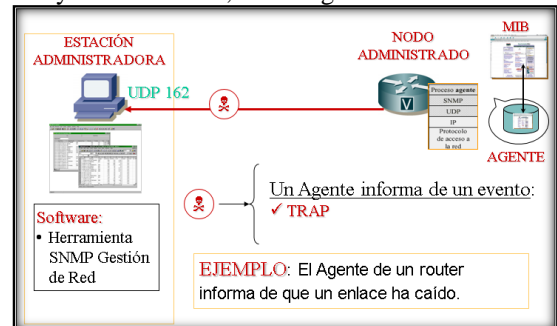 ESTACIÓN
ADMINISTRADORA
UDP 162
NODO
ADMINISTRADO
MIB
V
Proceso agente
SNMP
UDP
IP
Protocolo
de acceso a
la red
AGENTE
Un Agente informa de un evento:
✓ TRAP
Software:
• Herramienta
SNMP Gestión
de Red
EJEMPLO: El Agente de un router
informa de que un enlace ha caído.